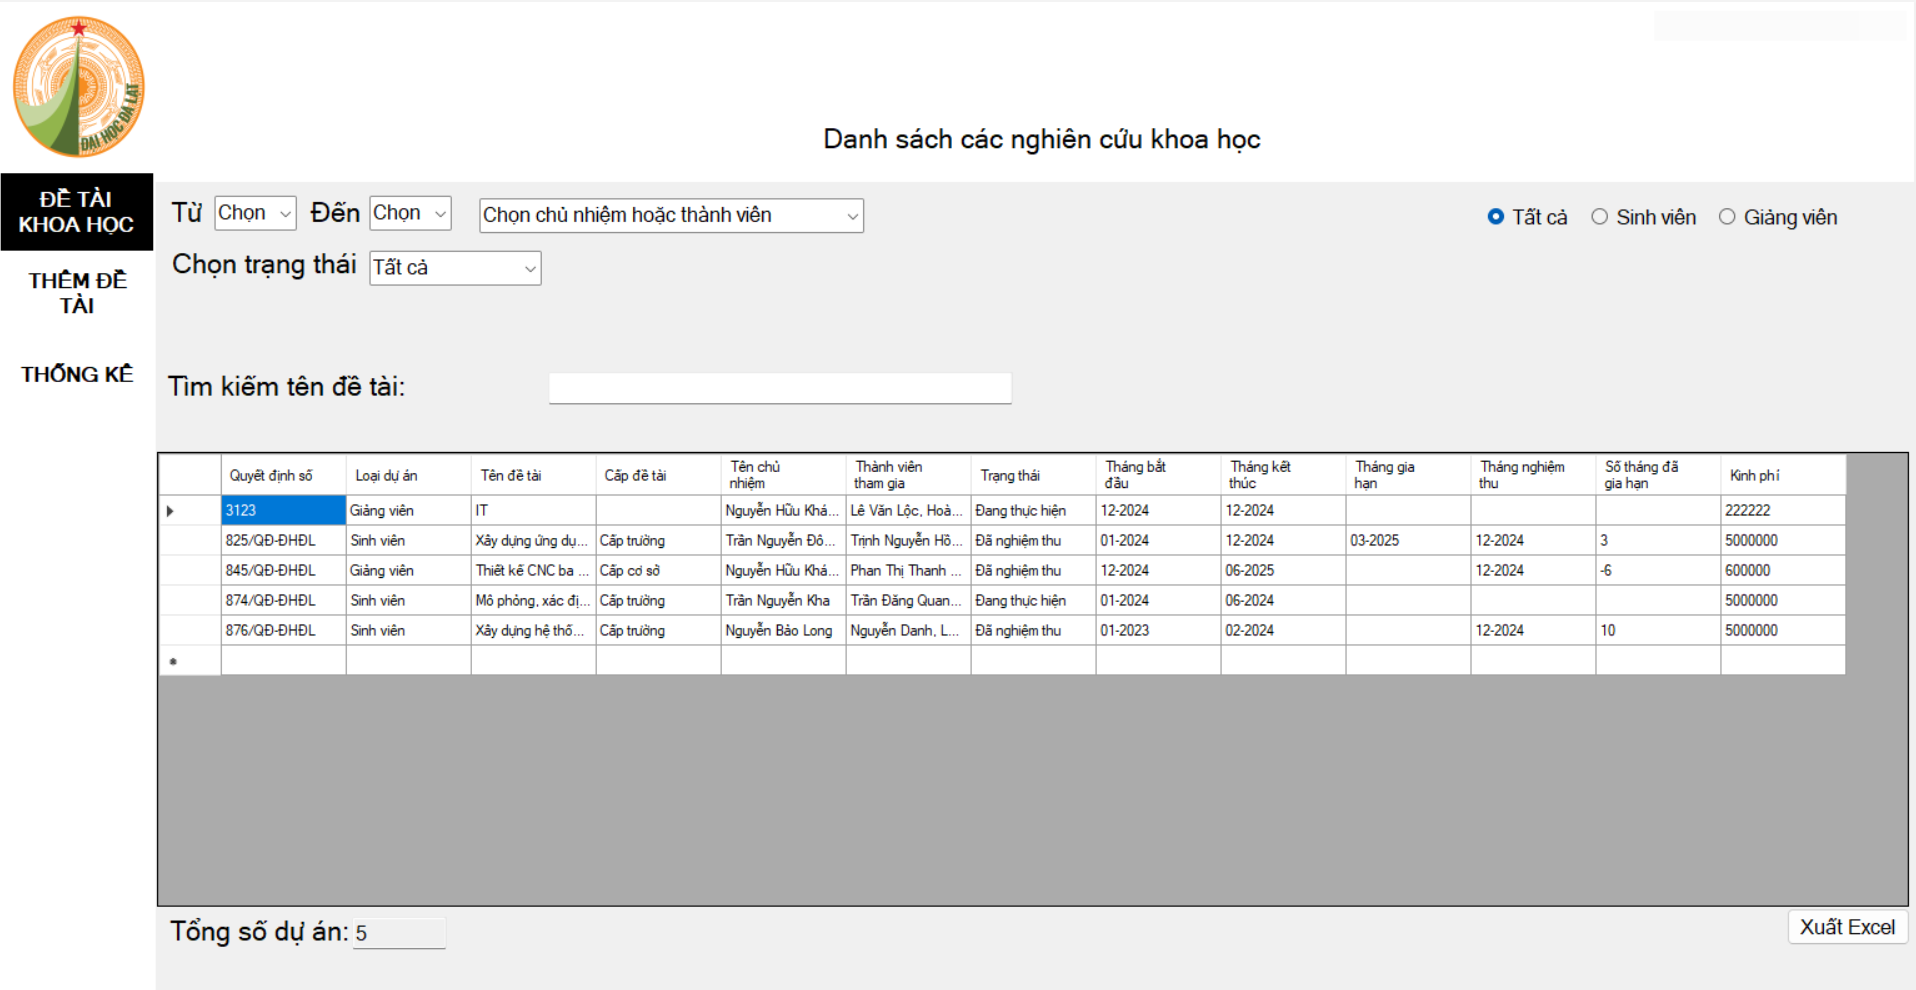 ĐẠI HỌC ĐÀ LẠT
Danh sách các nghiên cứu khoa học
ĐỀ TÀI
KHOA HỌC
THÊM ĐỀ
TÀI
THỐNG KÊ
Từ Chọn Đến Chọn Chọn chủ nhiệm hoặc thành viên Tất cả Sinh viên Giảng viên
Chọn trạng thái Tất cả
Tìm kiếm tên đề tài:
Quyết định số Loại dự án Tên đề tài Cấp đề tài Tên chủ nhiệm Thành viên tham gia Trạng thái Tháng bắt đầu Tháng kết thúc Tháng gia hạn Tháng nghiệm thu Số tháng đã gia hạn Kinh phí
3123 Giảng viên IT Nguyễn Hữu Khá... Lê Văn Lộc, Hoà... Đang thực hiện 12-2024 12-2024 222222
825/QĐ-ĐHĐL Sinh viên Xây dựng ứng dụ... Cấp trường Trần Nguyễn Đô... Trịnh Nguyễn Hồ... Đã nghiệm thu 01-2024 12-2024 03-2025 12-2024 3 5000000
845/QĐ-ĐHĐL Giảng viên Thiết kế CNC ba ... Cấp cơ sở Nguyễn Hữu Khá... Phan Thị Thanh ... Đã nghiệm thu 12-2024 06-2025 12-2024 -6 600000
874/QĐ-ĐHĐL Sinh viên Mô phỏng, xác đị... Cấp trường Trần Nguyễn Kha Trần Đăng Quan... Đang thực hiện 01-2024 06-2024 5000000
876/QĐ-ĐHĐL Sinh viên Xây dựng hệ thố... Cấp trường Nguyễn Bảo Long Nguyễn Danh, L... Đã nghiệm thu 01-2023 02-2024 12-2024 10 5000000
Tổng số dự án: 5
Xuất Excel